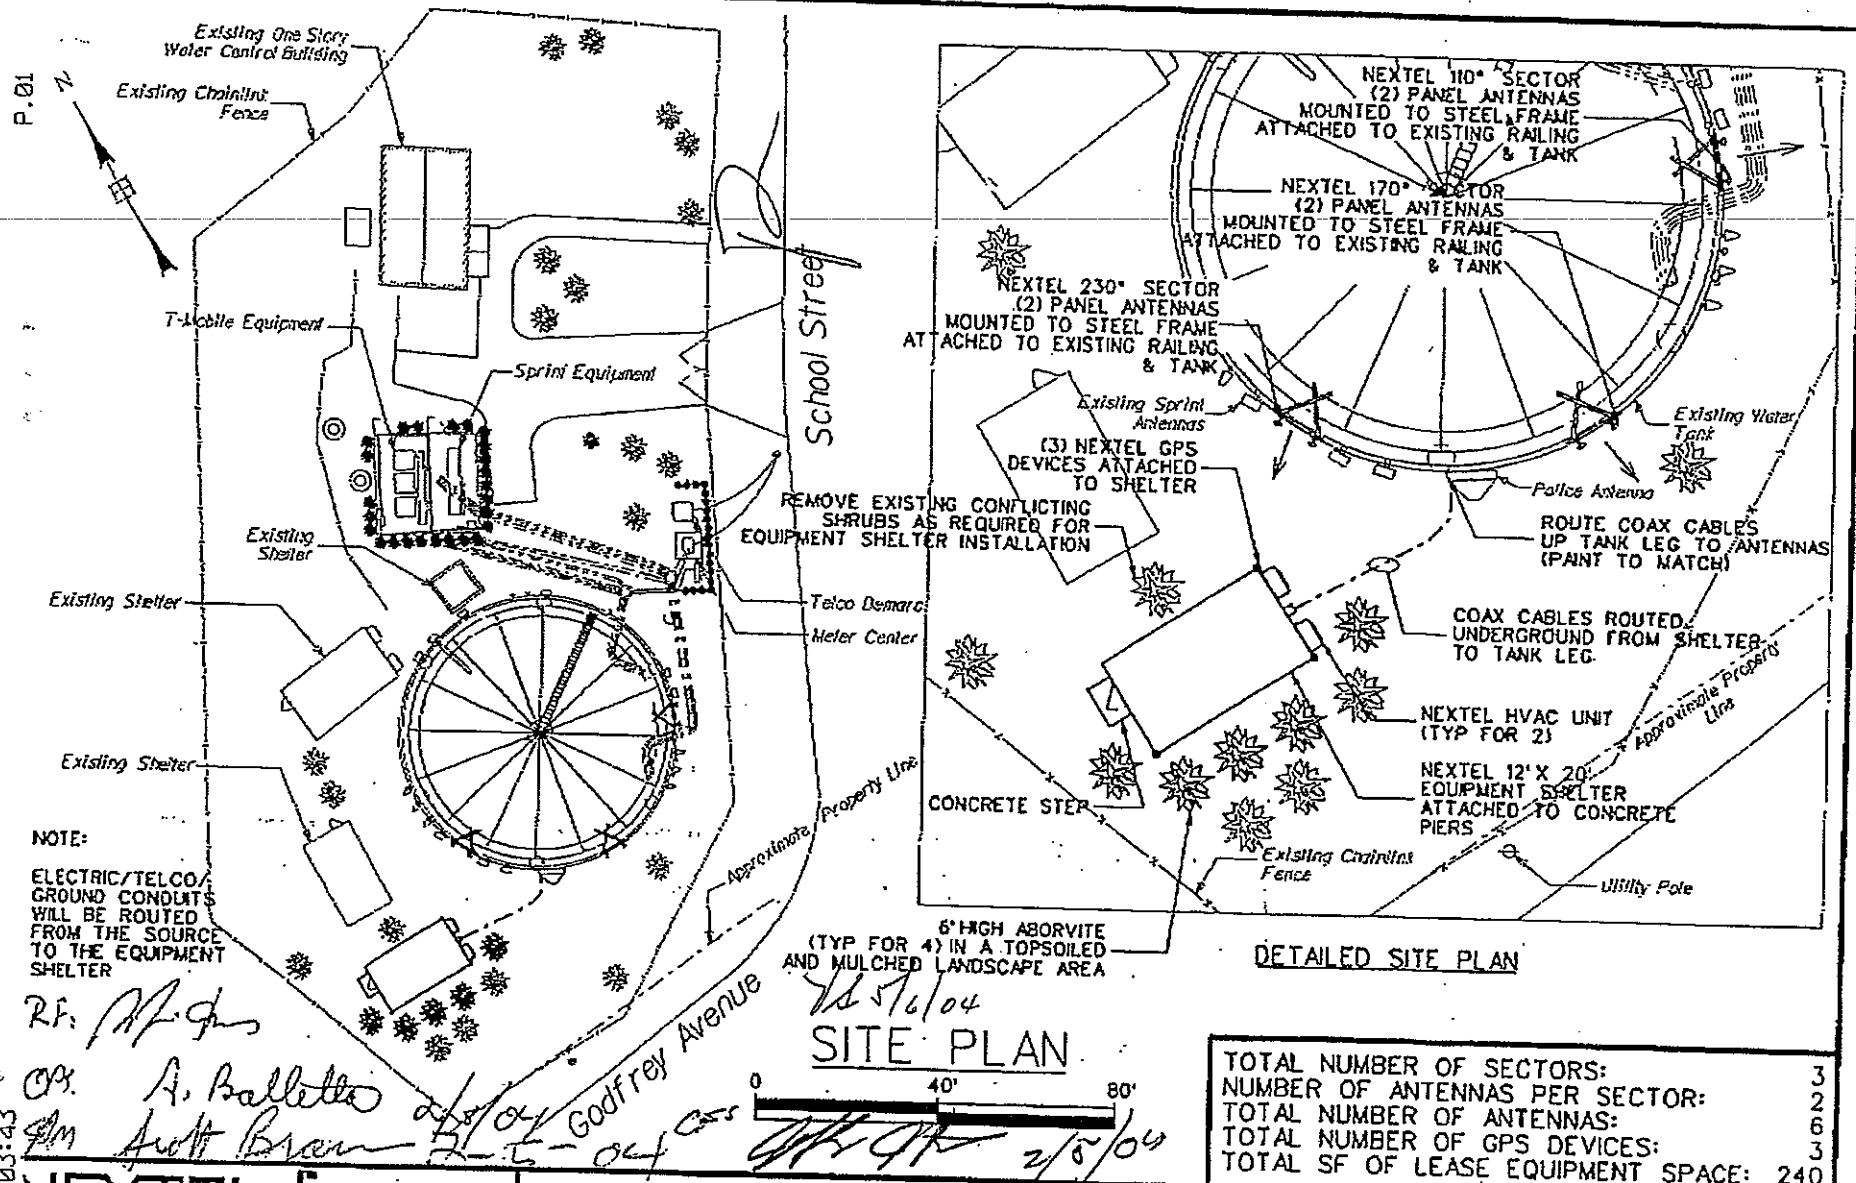 P.01
N
Existing One Story
Water Control Building
Existing Chainlink
Fence
T-Mobile Equipment
Sprint Equipment
School Street
Existing
Shelter
Existing Shelter
Existing Shelter
Telco Demarc
Meter Center
Approximate Property Line
NOTE:
ELECTRIC/TELCO/
GROUND CONDUITS
WILL BE ROUTED
FROM THE SOURCE
TO THE EQUIPMENT
SHELTER
Godfrey Avenue
NEXTEL 110° SECTOR
(2) PANEL ANTENNAS
MOUNTED TO STEEL FRAME
ATTACHED TO EXISTING RAILING
& TANK
NEXTEL 170° SECTOR
(2) PANEL ANTENNAS
MOUNTED TO STEEL FRAME
ATTACHED TO EXISTING RAILING
& TANK
NEXTEL 230° SECTOR
(2) PANEL ANTENNAS
MOUNTED TO STEEL FRAME
ATTACHED TO EXISTING RAILING
& TANK
Existing Sprint
Antennas
Existing Water
Tank
(3) NEXTEL GPS
DEVICES ATTACHED
TO SHELTER
Police Antenna
REMOVE EXISTING CONFLICTING
SHRUBS AS REQUIRED FOR
EQUIPMENT SHELTER INSTALLATION
ROUTE COAX CABLES
UP TANK LEG TO ANTENNAS
(PAINT TO MATCH)
COAX CABLES ROUTED
UNDERGROUND FROM SHELTER
TO TANK LEG
Approximate Property
Line
NEXTEL HVAC UNIT
(TYP FOR 2)
NEXTEL 12' X 20'
EQUIPMENT SHELTER
ATTACHED TO CONCRETE
PIERS
CONCRETE STEP
Existing Chainlink
Fence
Utility Pole
6' HIGH ABORVITE
(TYP FOR 4) IN A TOPSOILED
AND MULCHED LANDSCAPE AREA
DETAILED SITE PLAN
5/6/04
SITE PLAN
0 40' 80'
RF:
OPS. A. Balletto 2/5/04
2-5-04
2/5/04
03:43
TOTAL NUMBER OF SECTORS: 3
NUMBER OF ANTENNAS PER SECTOR: 2
TOTAL NUMBER OF ANTENNAS: 6
TOTAL NUMBER OF GPS DEVICES: 3
TOTAL SF OF LEASE EQUIPMENT SPACE: 240